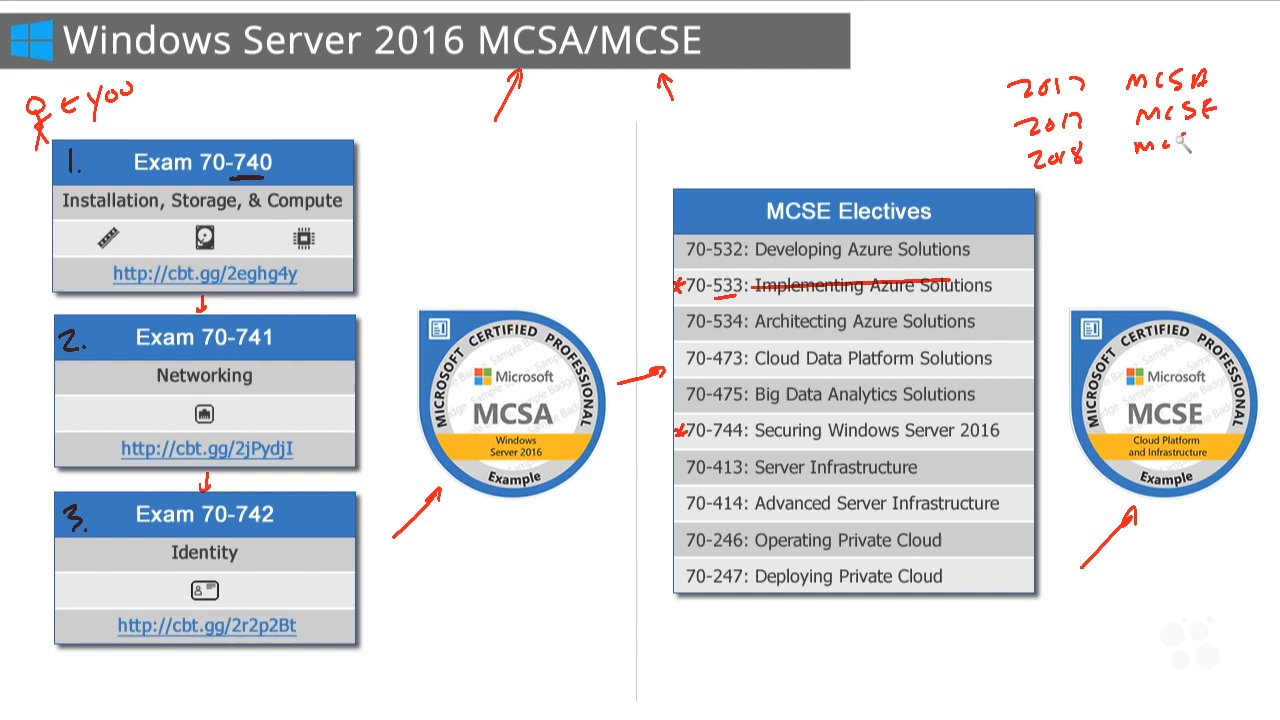 Windows Server 2016 MCSA/MCSE
← YOU
2017 MCSA
2017 MCSE
2018 MC
1. Exam 70-740
Installation, Storage, & Compute
http://cbt.gg/2eghg4y
2. Exam 70-741
Networking
http://cbt.gg/2jPydjI
3. Exam 70-742
Identity
http://cbt.gg/2r2p2Bt
MICROSOFT CERTIFIED PROFESSIONAL
Microsoft
MCSA
Windows
Server 2016
Example
MCSE Electives
70-532: Developing Azure Solutions
*70-533: Implementing Azure Solutions
70-534: Architecting Azure Solutions
70-473: Cloud Data Platform Solutions
70-475: Big Data Analytics Solutions
*70-744: Securing Windows Server 2016
70-413: Server Infrastructure
70-414: Advanced Server Infrastructure
70-246: Operating Private Cloud
70-247: Deploying Private Cloud
MICROSOFT CERTIFIED PROFESSIONAL
Microsoft
MCSE
Cloud Platform
and Infrastructure
Example